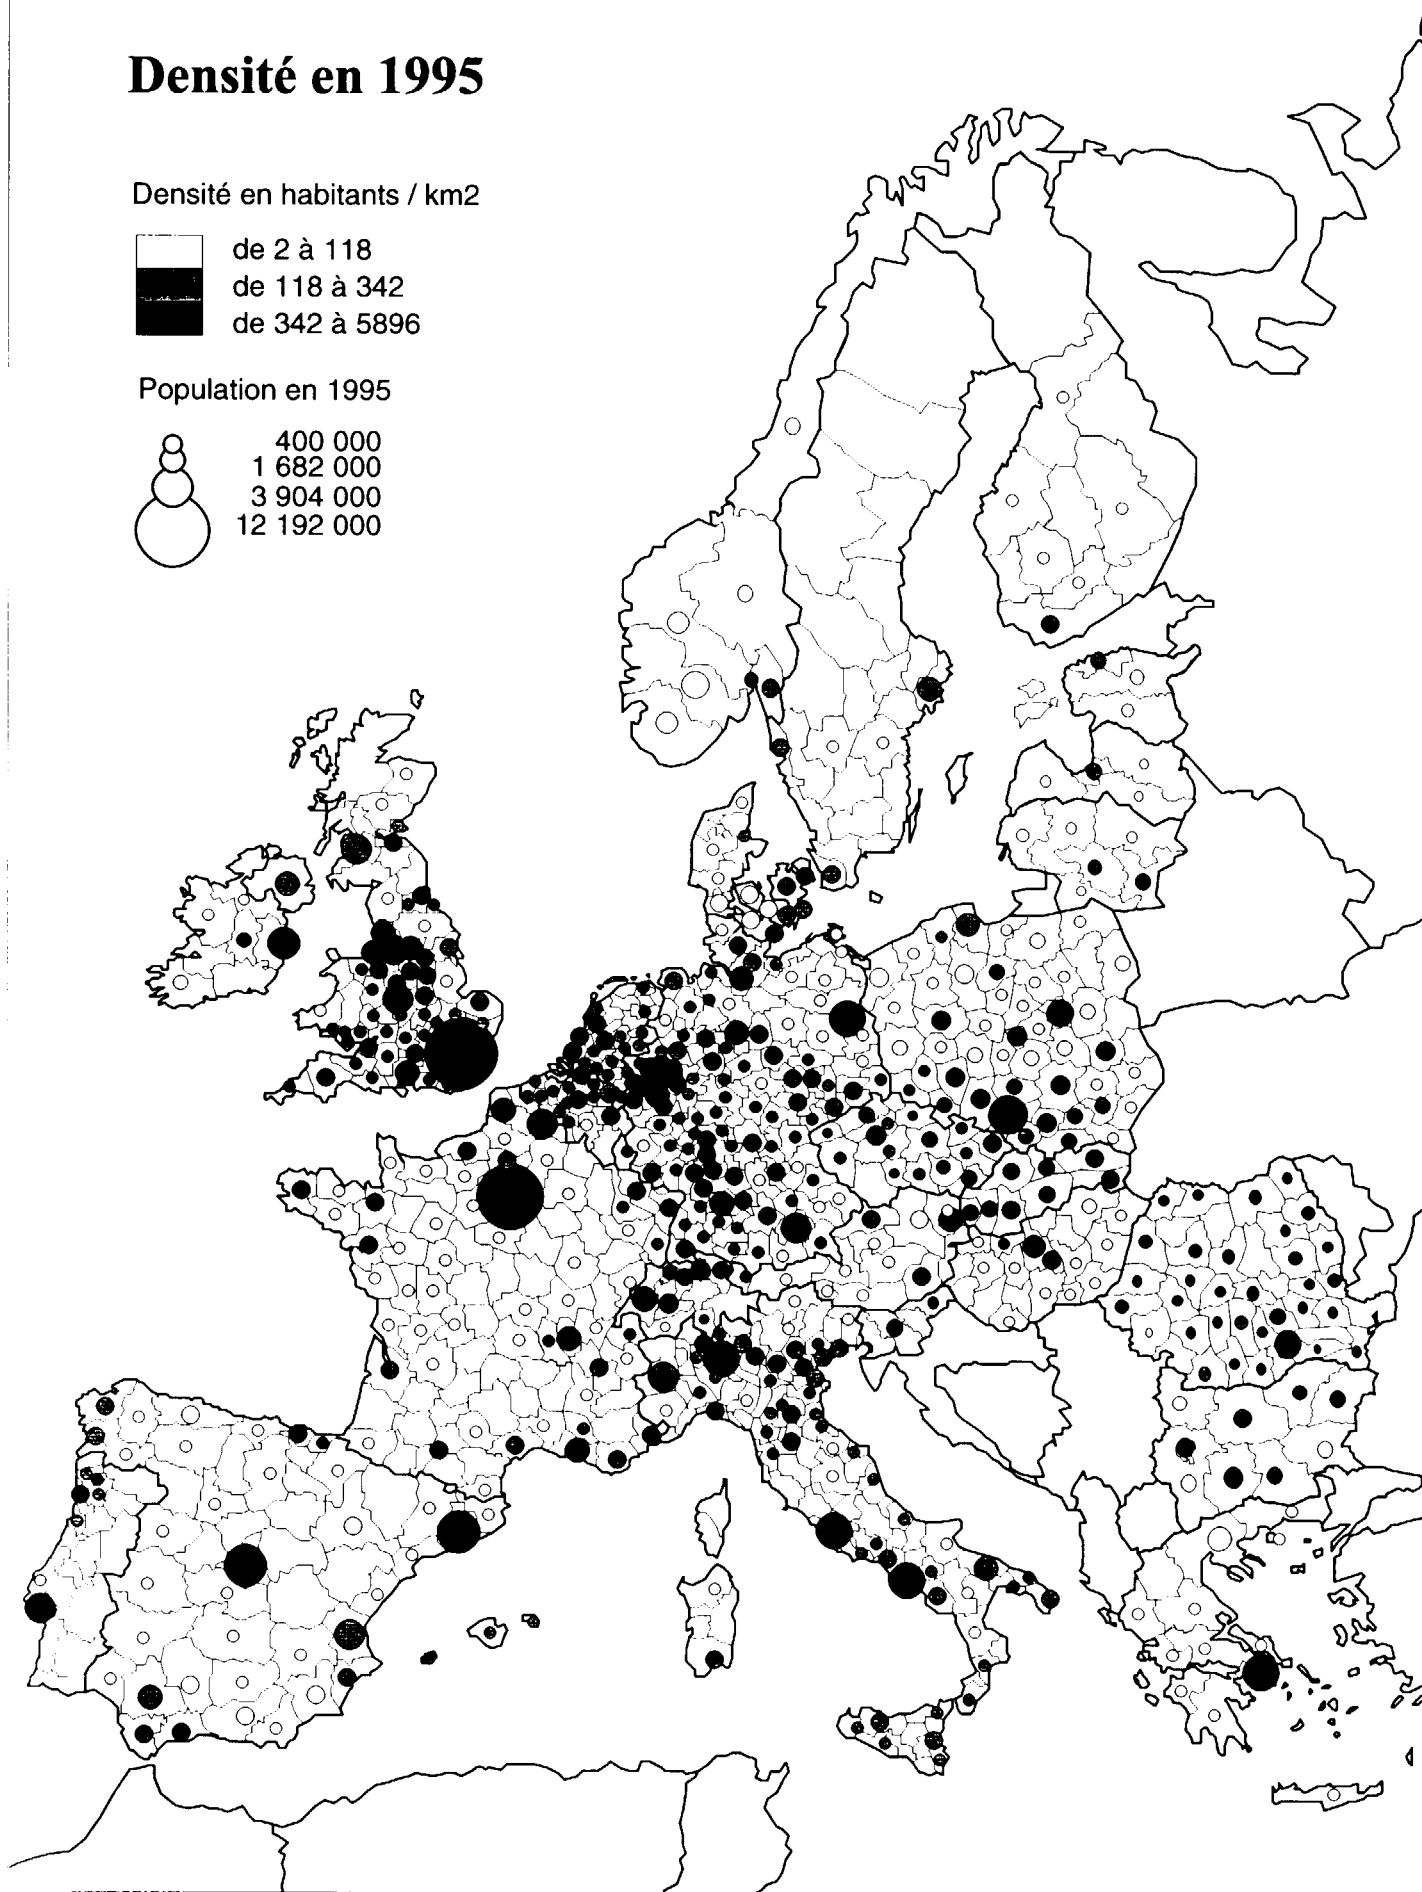 Densité en 1995
Densité en habitants / km2
de 2 à 118
de 118 à 342
de 342 à 5896
Population en 1995
400 000
1 682 000
3 904 000
12 192 000